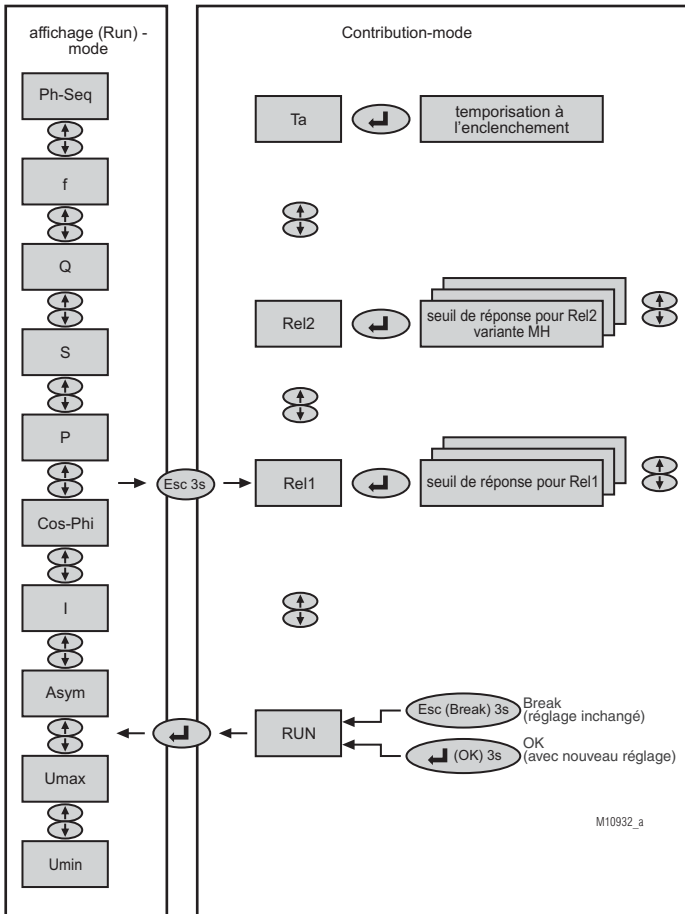 affichage (Run) -
mode
Ph-Seq
f
Q
S
P
Cos-Phi
I
Asym
Umax
Umin
Esc 3s
Contribution-mode
Ta
temporisation à
l'enclenchement
Rel2
seuil de réponse pour Rel2
variante MH
Rel1
seuil de réponse pour Rel1
RUN
Esc (Break) 3s
Break
(réglage inchangé)
(OK) 3s
OK
(avec nouveau réglage)
M10932_a